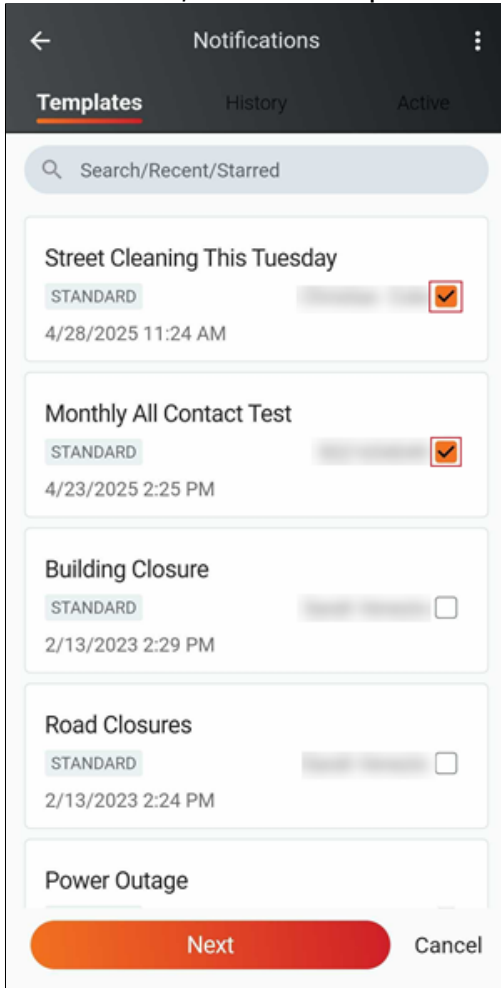 Notifications
Templates History Active
Search/Recent/Starred
Street Cleaning This Tuesday
STANDARD
4/28/2025 11:24 AM
Monthly All Contact Test
STANDARD
4/23/2025 2:25 PM
Building Closure
STANDARD
2/13/2023 2:29 PM
Road Closures
STANDARD
2/13/2023 2:24 PM
Power Outage
Next Cancel